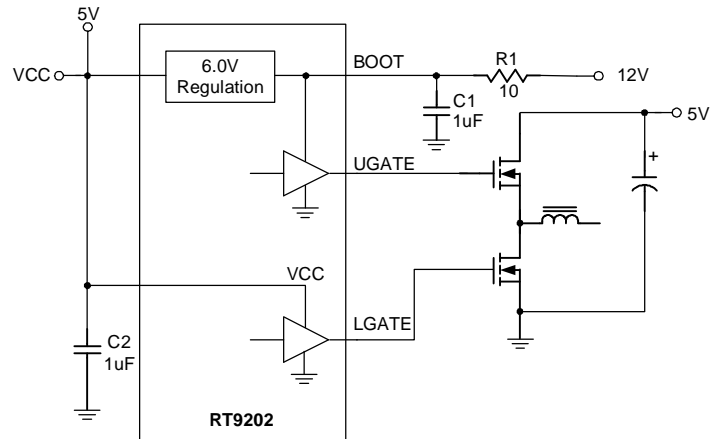 5V
VCC
6.0V
Regulation
BOOT
R1
10
12V
C1
1uF
5V
+
UGATE
VCC
LGATE
C2
1uF
RT9202